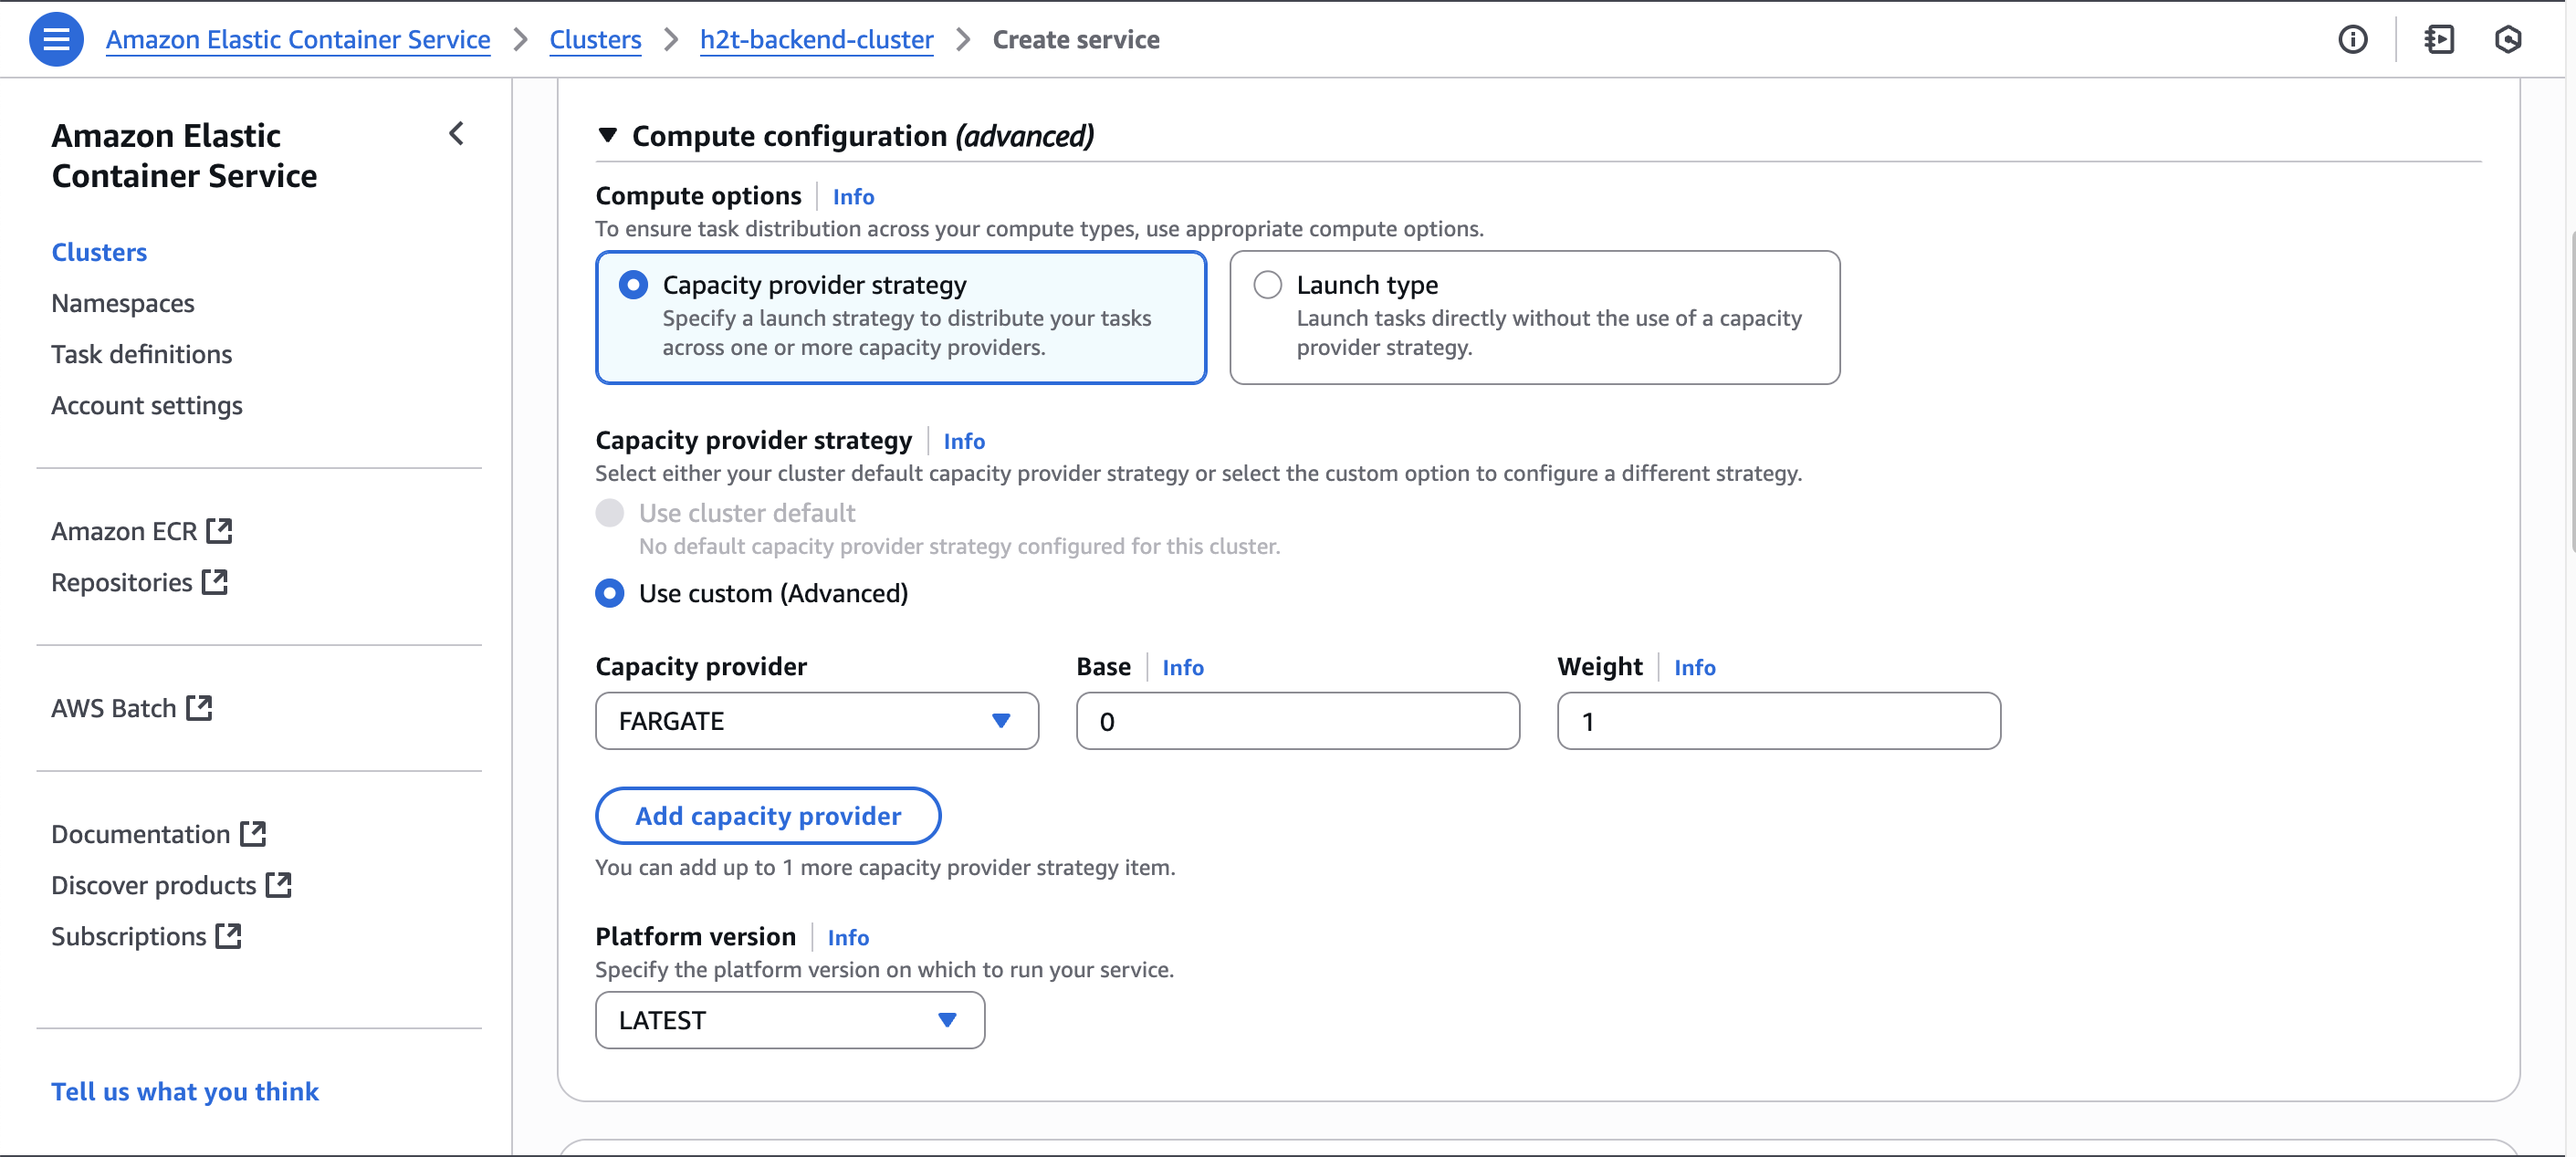 Amazon Elastic Container Service > Clusters > h2t-backend-cluster > Create service
Amazon Elastic
Container Service
Clusters
Namespaces
Task definitions
Account settings
Amazon ECR
Repositories
AWS Batch
Documentation
Discover products
Subscriptions
Tell us what you think
Compute configuration (advanced)
Compute options Info
To ensure task distribution across your compute types, use appropriate compute options.
Capacity provider strategy
Specify a launch strategy to distribute your tasks
across one or more capacity providers.
Launch type
Launch tasks directly without the use of a capacity
provider strategy.
Capacity provider strategy Info
Select either your cluster default capacity provider strategy or select the custom option to configure a different strategy.
Use cluster default
No default capacity provider strategy configured for this cluster.
Use custom (Advanced)
Capacity provider Base Info Weight Info
FARGATE 0 1
Add capacity provider
You can add up to 1 more capacity provider strategy item.
Platform version Info
Specify the platform version on which to run your service.
LATEST